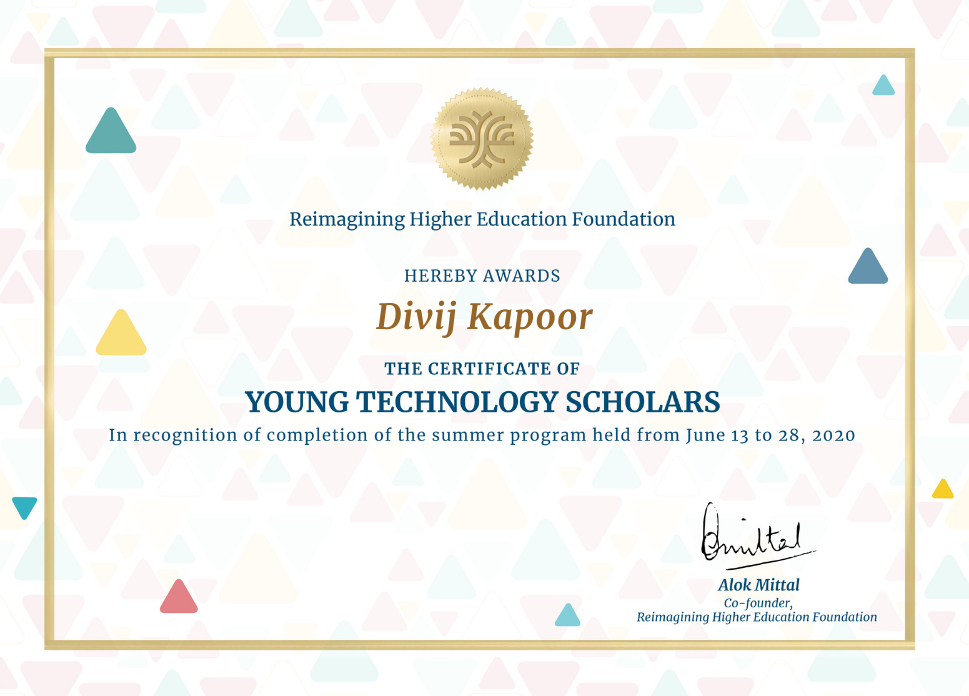 Reimagining Higher Education Foundation
HEREBY AWARDS
Divij Kapoor
THE CERTIFICATE OF
YOUNG TECHNOLOGY SCHOLARS
In recognition of completion of the summer program held from June 13 to 28, 2020
Amittal
Alok Mittal
Co-founder,
Reimagining Higher Education Foundation